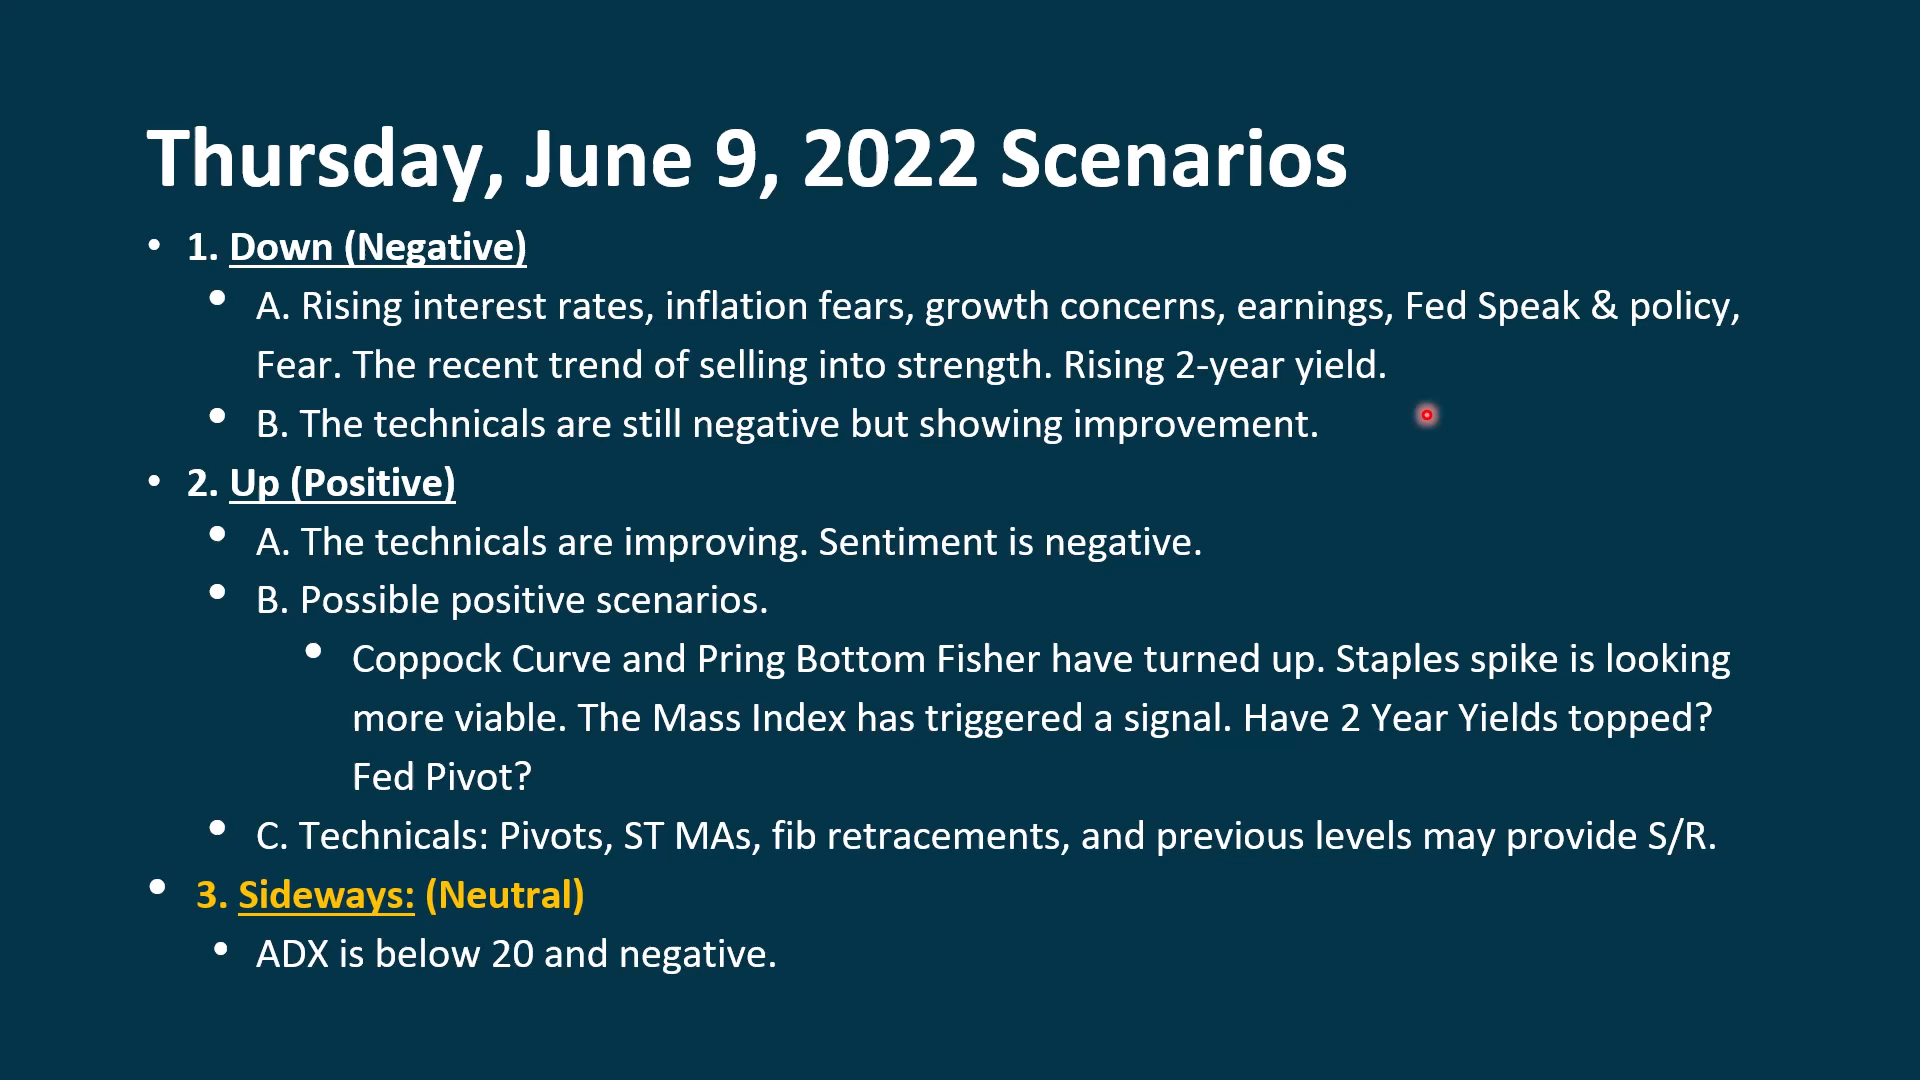 Thursday, June 9, 2022 Scenarios
• 1. Down (Negative)
• A. Rising interest rates, inflation fears, growth concerns, earnings, Fed Speak & policy,
Fear. The recent trend of selling into strength. Rising 2-year yield.
• B. The technicals are still negative but showing improvement.
• 2. Up (Positive)
• A. The technicals are improving. Sentiment is negative.
• B. Possible positive scenarios.
• Coppock Curve and Pring Bottom Fisher have turned up. Staples spike is looking
more viable. The Mass Index has triggered a signal. Have 2 Year Yields topped?
Fed Pivot?
• C. Technicals: Pivots, ST MAs, fib retracements, and previous levels may provide S/R.
• 3. Sideways: (Neutral)
• ADX is below 20 and negative.